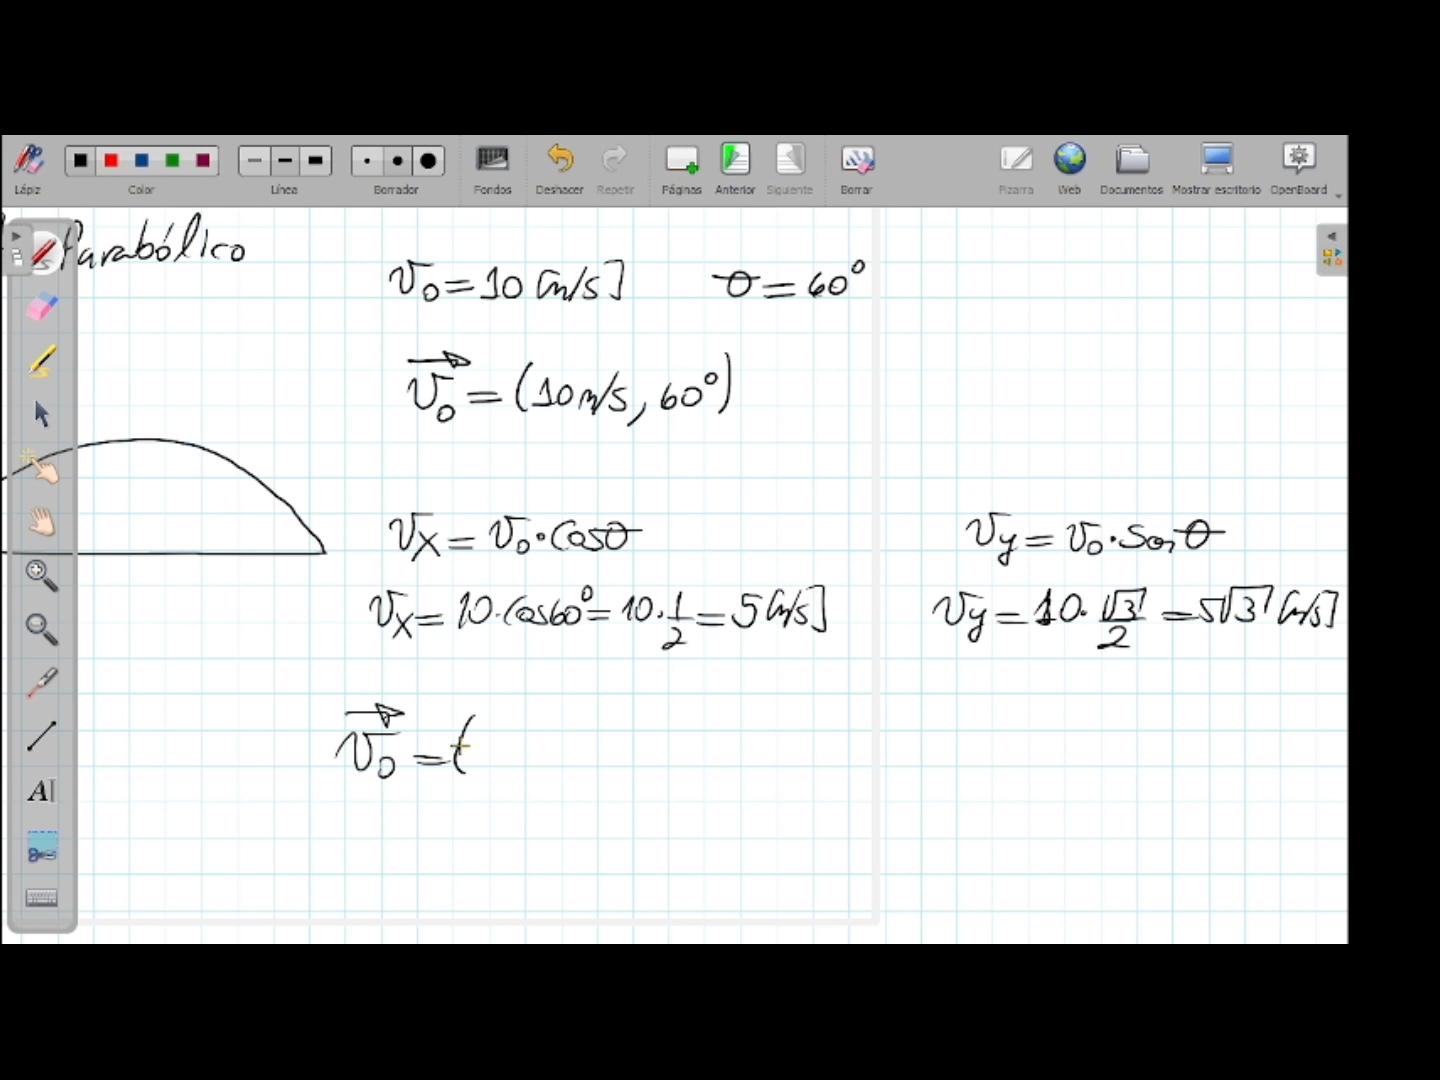 Lápiz Color Línea Borrador Fondos Deshacer Repetir Páginas Anterior Siguiente Borrar Pizarra Web Documentos Mostrar escritorio OpenBoard
Parabólico
v₀ = 10 [m/s] θ = 60°
v⃗₀ = (10 m/s, 60°)
vx = v₀·Cosθ vy = v₀·Senθ
vx = 10·Cos60° = 10·1/2 = 5 [m/s] vy = 10·√3/2 = 5√3 [m/s]
v⃗₀ = (